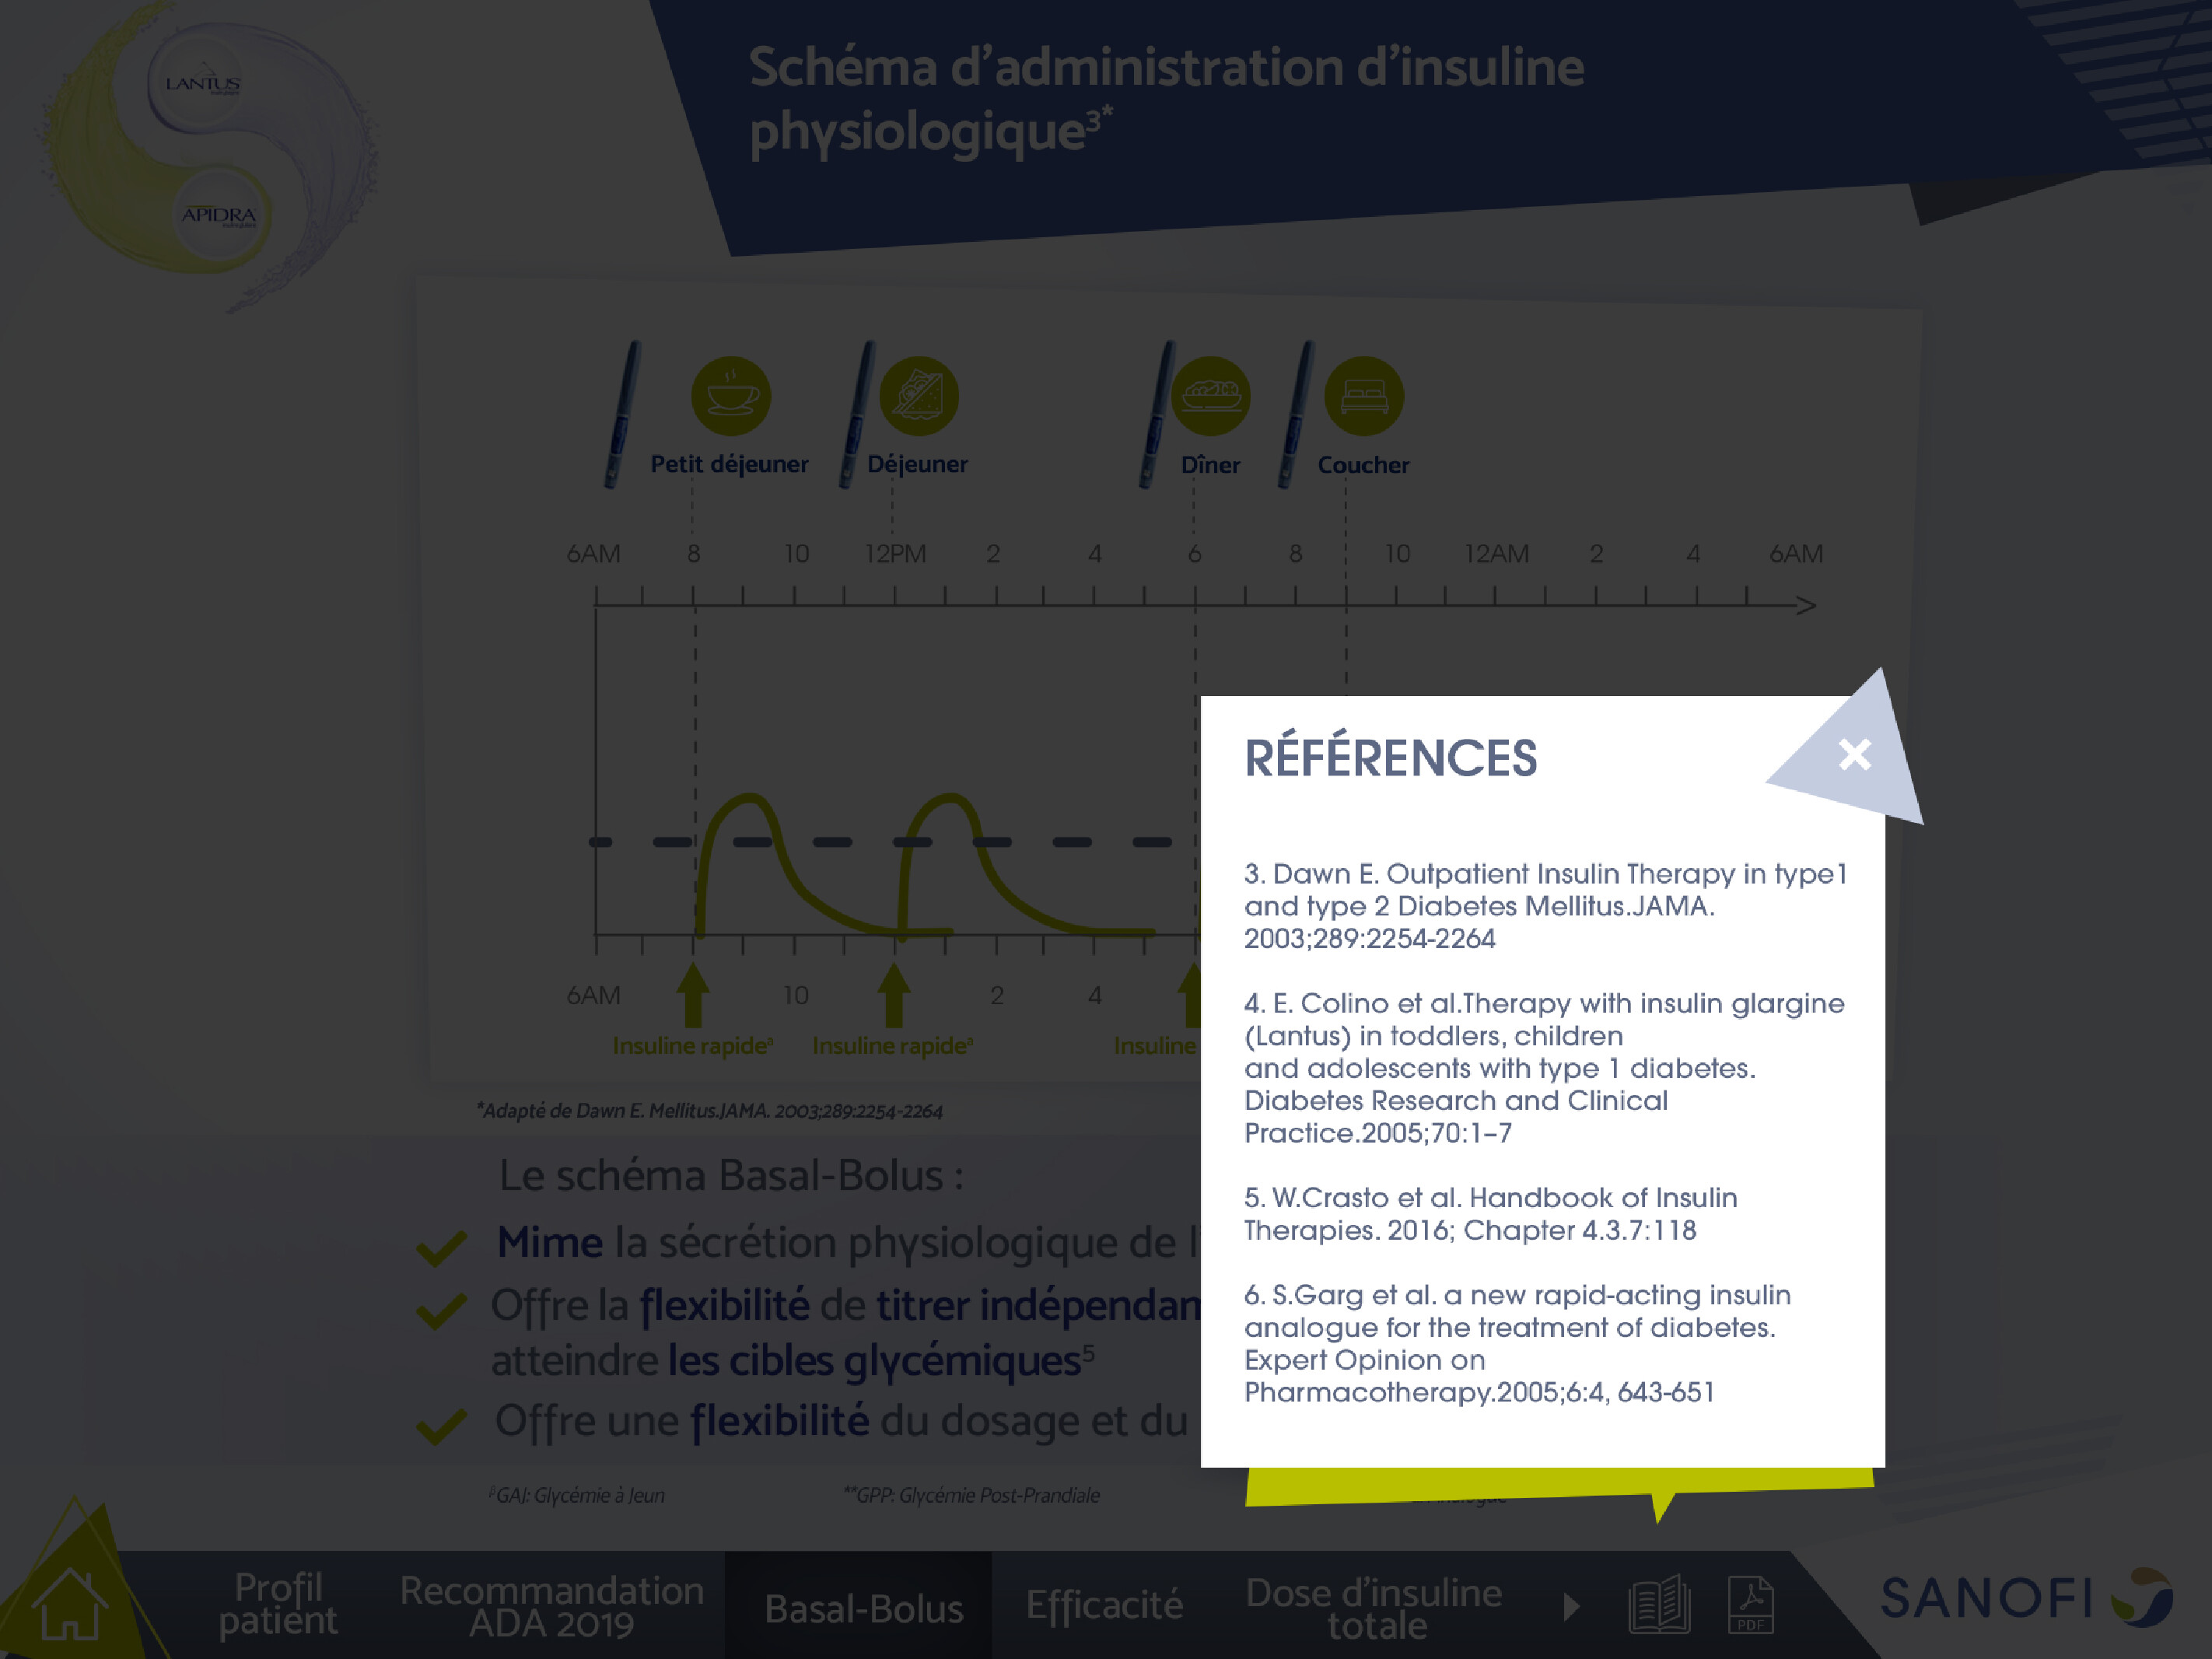 LANTUS
APIDRA
Schéma d'administration d'insuline
physiologique³*
Petit déjeuner
Déjeuner
Dîner
Coucher
6AM 8 10 12PM 2 4 6 8 10 12AM 2 4 6AM
6AM 10 2 4
Insuline rapideª Insuline rapideª Insuline
*Adapté de Dawn E. Mellitus.JAMA. 2003;289:2254-2264
Le schéma Basal-Bolus :
Mime la sécrétion physiologique de l
Offre la flexibilité de titrer indépendan
atteindre les cibles glycémiques⁵
Offre une flexibilité du dosage et du
ᵝGAJ: Glycémie à Jeun
**GPP: Glycémie Post-Prandiale
RÉFÉRENCES
3. Dawn E. Outpatient Insulin Therapy in type1
and type 2 Diabetes Mellitus.JAMA.
2003;289:2254-2264
4. E. Colino et al.Therapy with insulin glargine
(Lantus) in toddlers, children
and adolescents with type 1 diabetes.
Diabetes Research and Clinical
Practice.2005;70:1–7
5. W.Crasto et al. Handbook of Insulin
Therapies. 2016; Chapter 4.3.7:118
6. S.Garg et al. a new rapid-acting insulin
analogue for the treatment of diabetes.
Expert Opinion on
Pharmacotherapy.2005;6:4, 643-651
Profil
patient
Recommandation
ADA 2019
Basal-Bolus
Efficacité
Dose d'insuline
totale
PDF
SANOFI